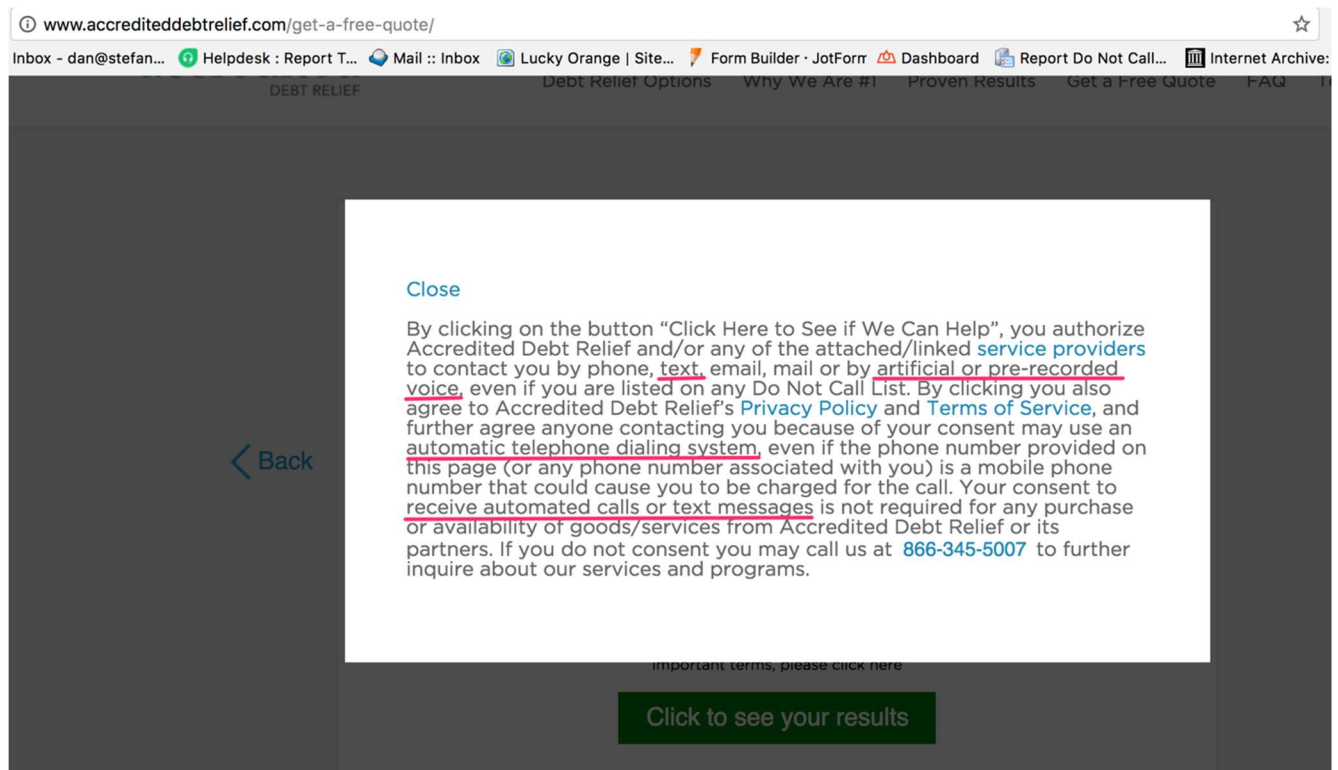 www.accrediteddebtrelief.com/get-a-free-quote/
Inbox - dan@stefan... Helpdesk : Report T... Mail :: Inbox Lucky Orange | Site... Form Builder · JotForm Dashboard Report Do Not Call... Internet Archive:
DEBT RELIEF Debt Relief Options Why We Are #1 Proven Results Get a Free Quote FAQ
Close
By clicking on the button “Click Here to See if We Can Help”, you authorize
Accredited Debt Relief and/or any of the attached/linked service providers
to contact you by phone, text, email, mail or by artificial or pre-recorded
voice, even if you are listed on any Do Not Call List. By clicking you also
agree to Accredited Debt Relief’s Privacy Policy and Terms of Service, and
further agree anyone contacting you because of your consent may use an
automatic telephone dialing system, even if the phone number provided on
this page (or any phone number associated with you) is a mobile phone
number that could cause you to be charged for the call. Your consent to
receive automated calls or text messages is not required for any purchase
or availability of goods/services from Accredited Debt Relief or its
partners. If you do not consent you may call us at 866-345-5007 to further
inquire about our services and programs.
Back
important terms, please click here
Click to see your results